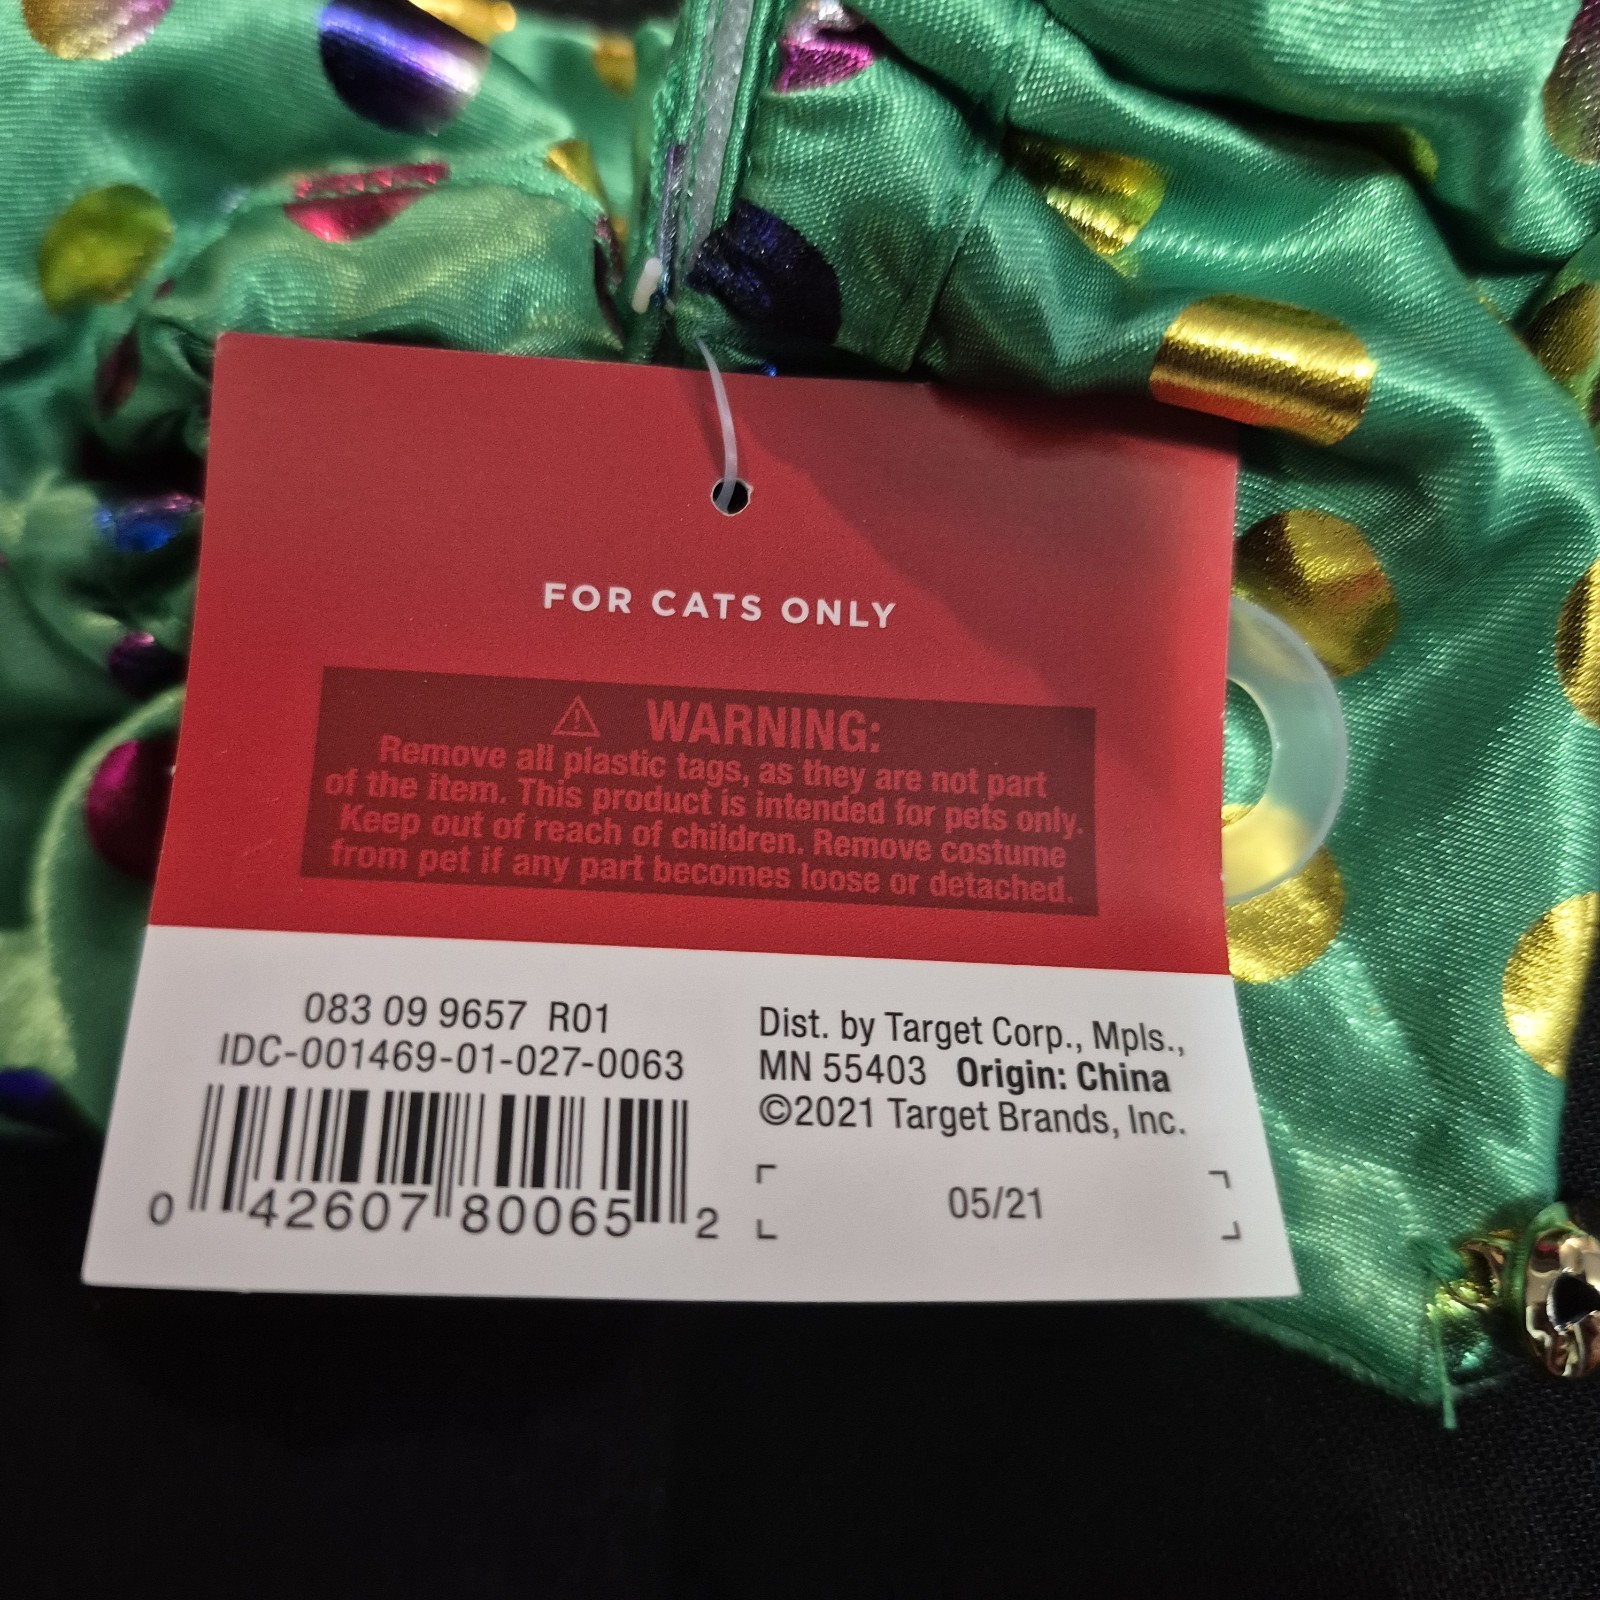 FOR CATS ONLY
⚠ WARNING:
Remove all plastic tags, as they are not part
of the item. This product is intended for pets only.
Keep out of reach of children. Remove costume
from pet if any part becomes loose or detached.
083 09 9657 R01
IDC-001469-01-027-0063
0 42607 80065 2
Dist. by Target Corp., Mpls.,
MN 55403 Origin: China
©2021 Target Brands, Inc.
05/21